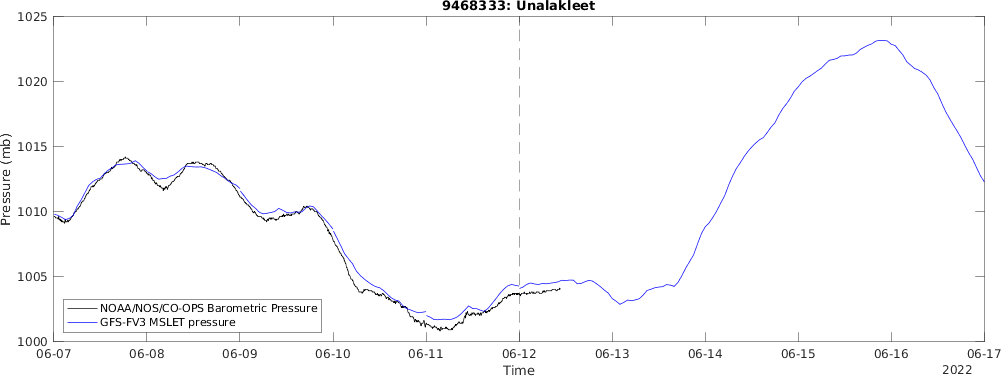 9468333: Unalakleet
1025
1020
1015
1010
1005
1000
Pressure (mb)
NOAA/NOS/CO-OPS Barometric Pressure
GFS-FV3 MSLET pressure
06-07 06-08 06-09 06-10 06-11 06-12 06-13 06-14 06-15 06-16 06-17
Time
2022